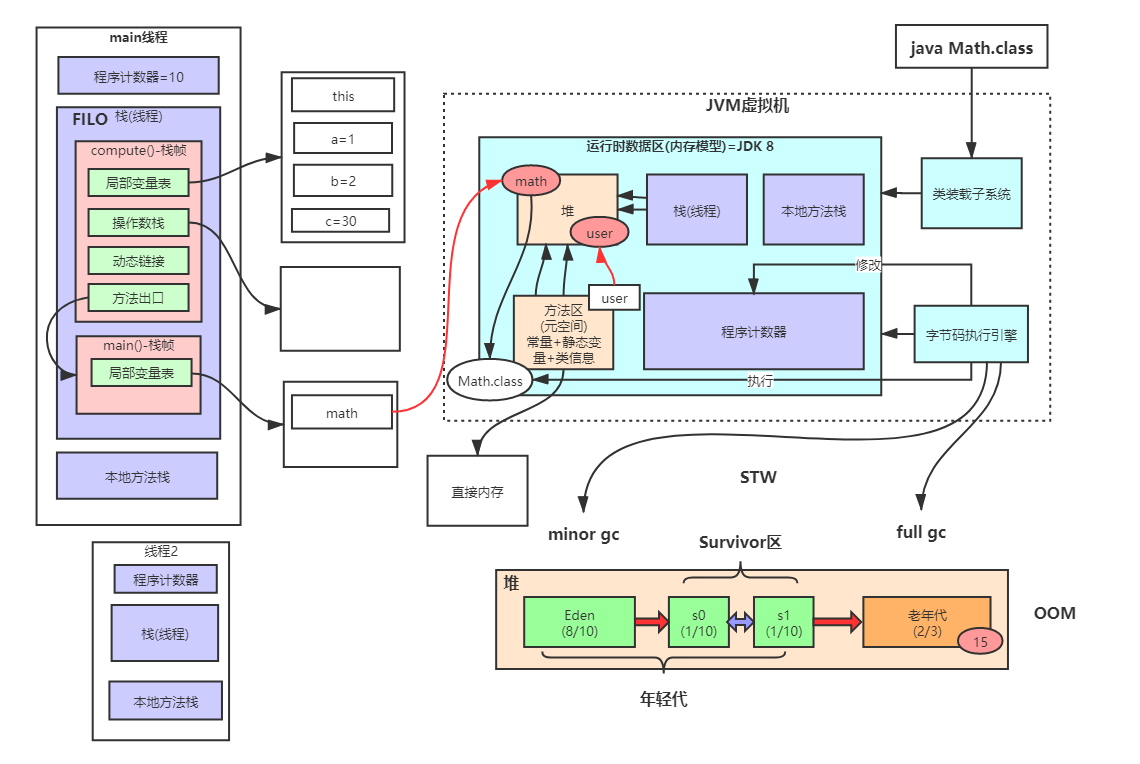 main线程
程序计数器=10
FILO
栈(线程)
compute()-栈帧
局部变量表
操作数栈
动态链接
方法出口
main()-栈帧
局部变量表
本地方法栈
this
a=1
b=2
c=30
math
线程2
程序计数器
栈(线程)
本地方法栈
java Math.class
JVM虚拟机
运行时数据区(内存模型)=JDK 8
math
堆
user
栈(线程)
本地方法栈
类装载子系统
修改
user
方法区
(元空间)
常量+静态变
量+类信息
程序计数器
字节码执行引擎
Math.class
执行
直接内存
STW
minor gc
full gc
Survivor区
堆
Eden
(8/10)
s0
(1/10)
s1
(1/10)
老年代
(2/3)
15
OOM
年轻代